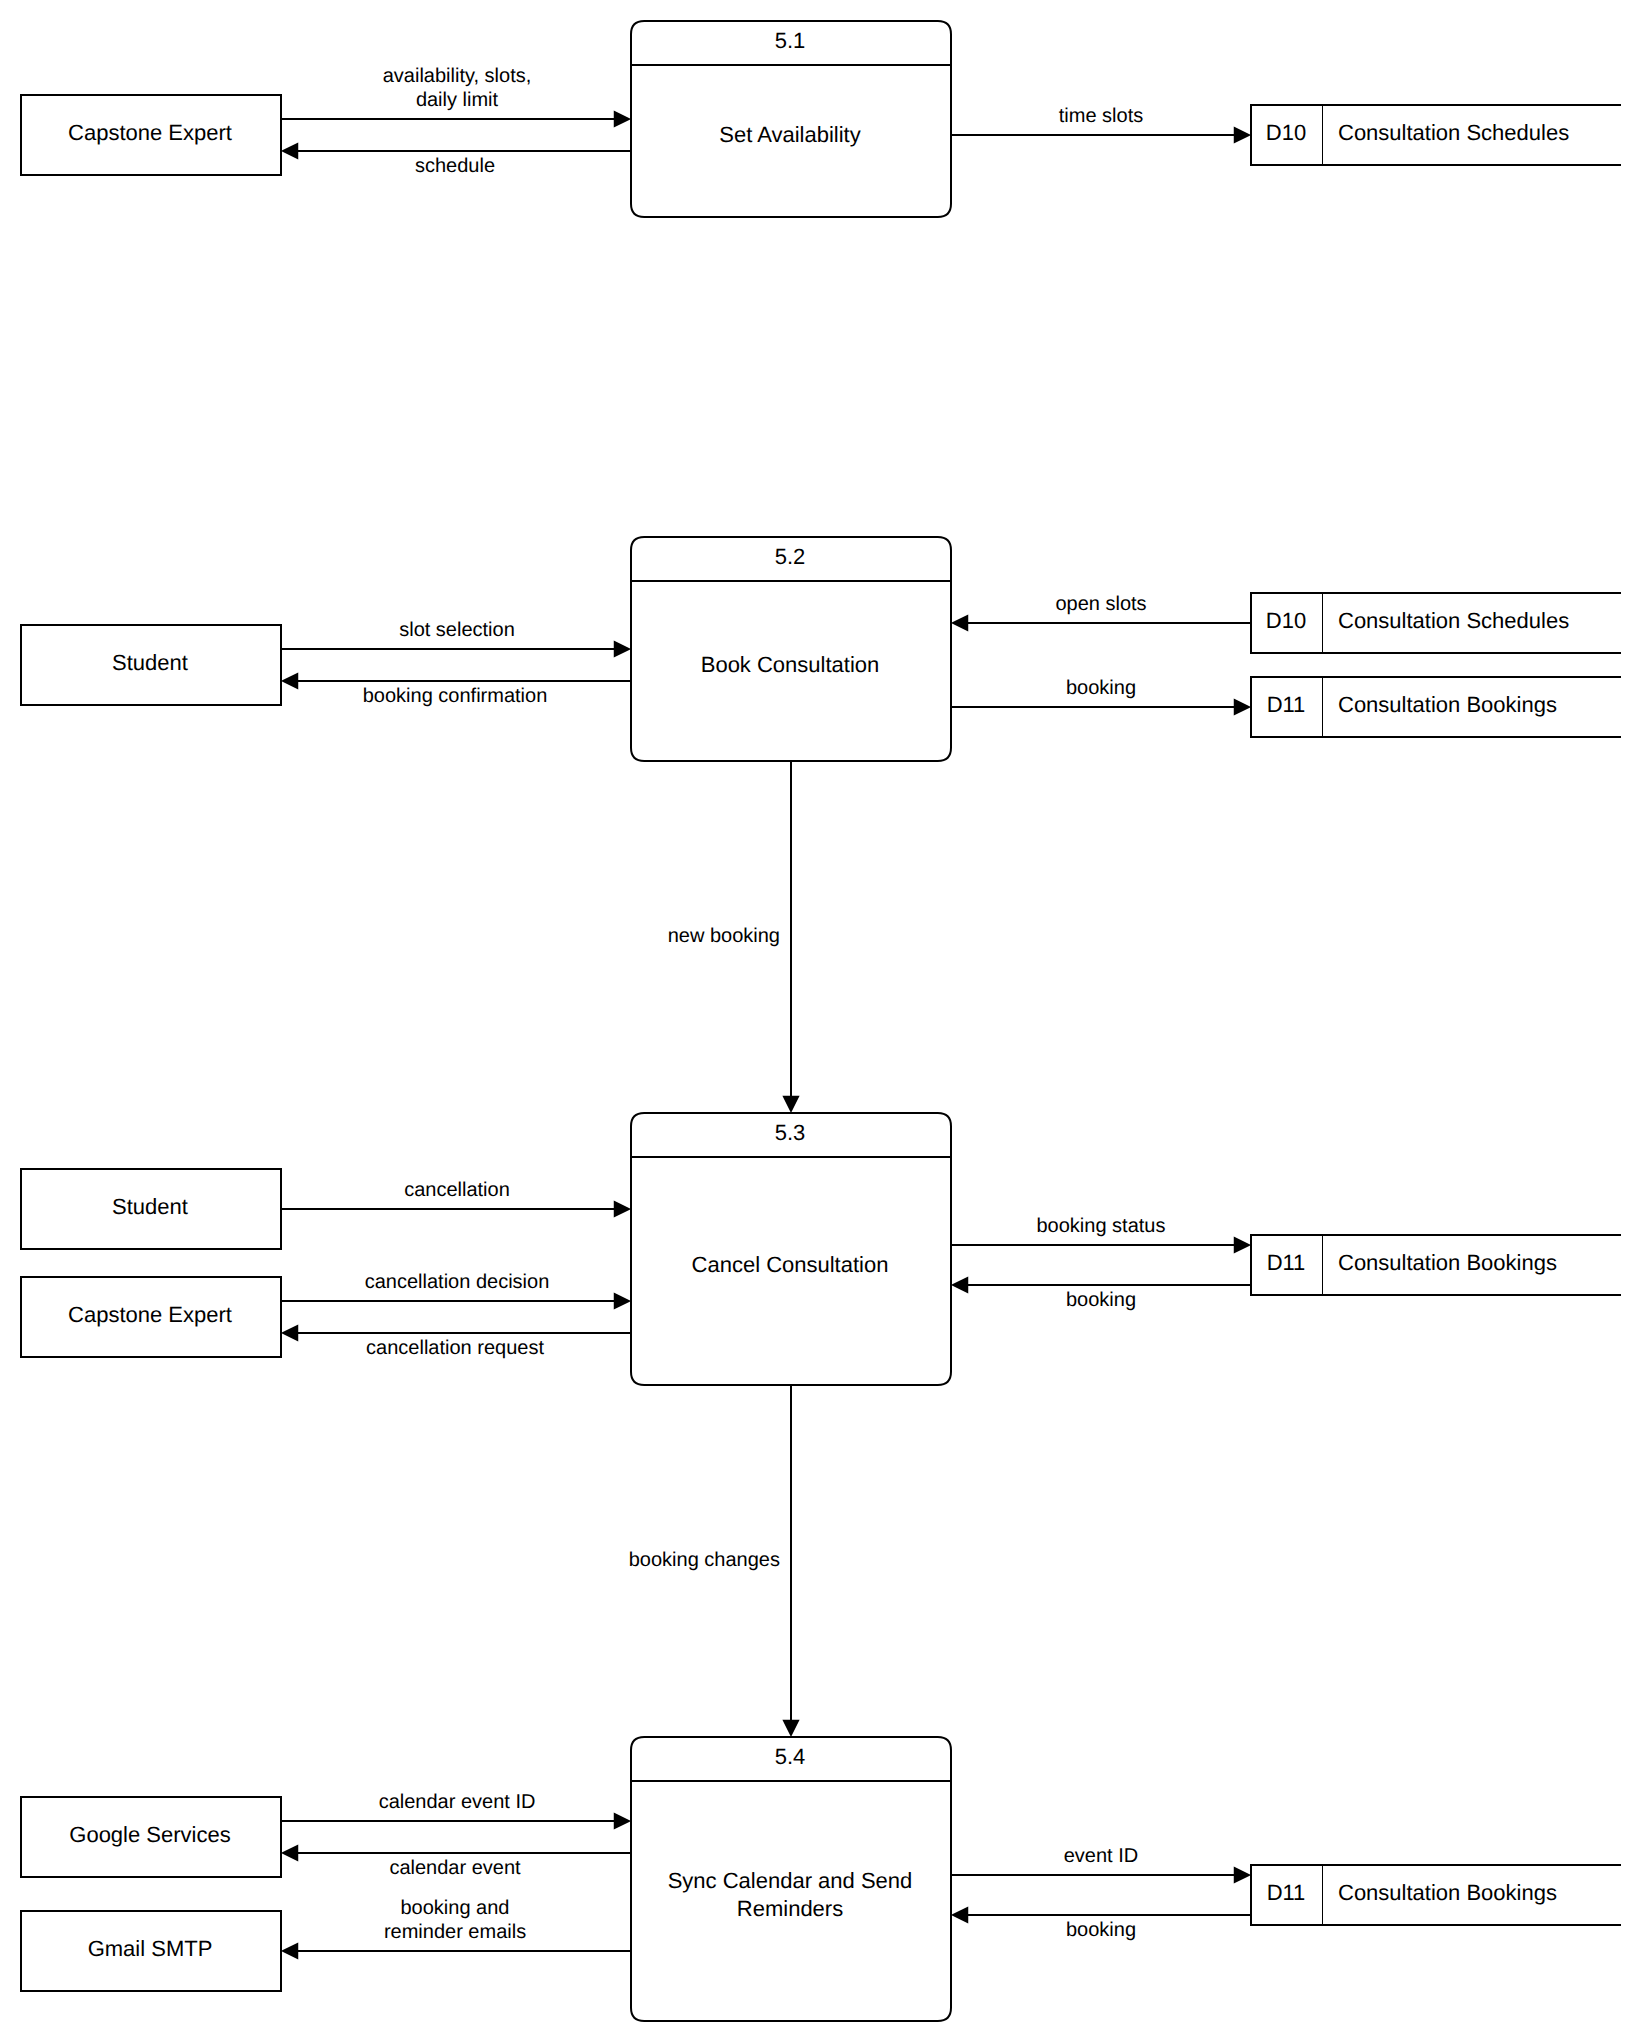 5.1
availability, slots,
daily limit
Capstone Expert
Set Availability
time slots
D10 Consultation Schedules
schedule
5.2
slot selection
Student
booking confirmation
Book Consultation
open slots
D10 Consultation Schedules
booking
D11 Consultation Bookings
new booking
5.3
Student
cancellation
Capstone Expert
cancellation decision
cancellation request
Cancel Consultation
booking status
D11 Consultation Bookings
booking
booking changes
5.4
Google Services
calendar event ID
calendar event
Gmail SMTP
booking and
reminder emails
Sync Calendar and Send
Reminders
event ID
D11 Consultation Bookings
booking